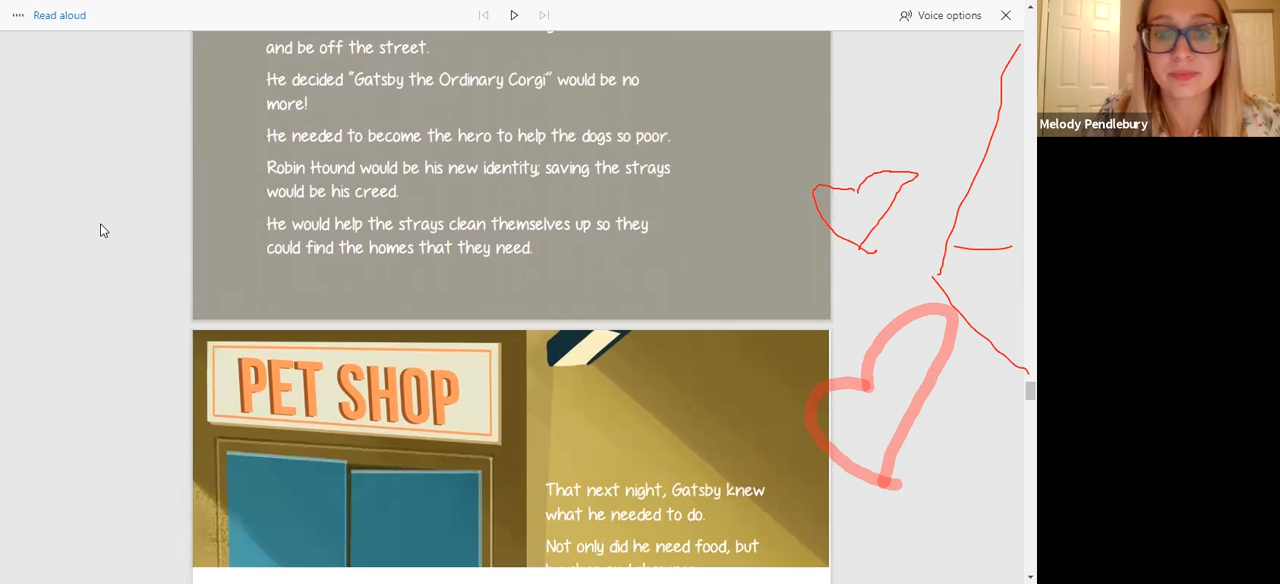 Read aloud
Voice options
and be off the street.
He decided "Gatsby the Ordinary Corgi" would be no
more!
He needed to become the hero to help the dogs so poor.
Robin Hound would be his new identity; saving the strays
would be his creed.
He would help the strays clean themselves up so they
could find the homes that they need.
PET SHOP
That next night, Gatsby knew
what he needed to do.
Not only did he need food, but
Melody Pendlebury